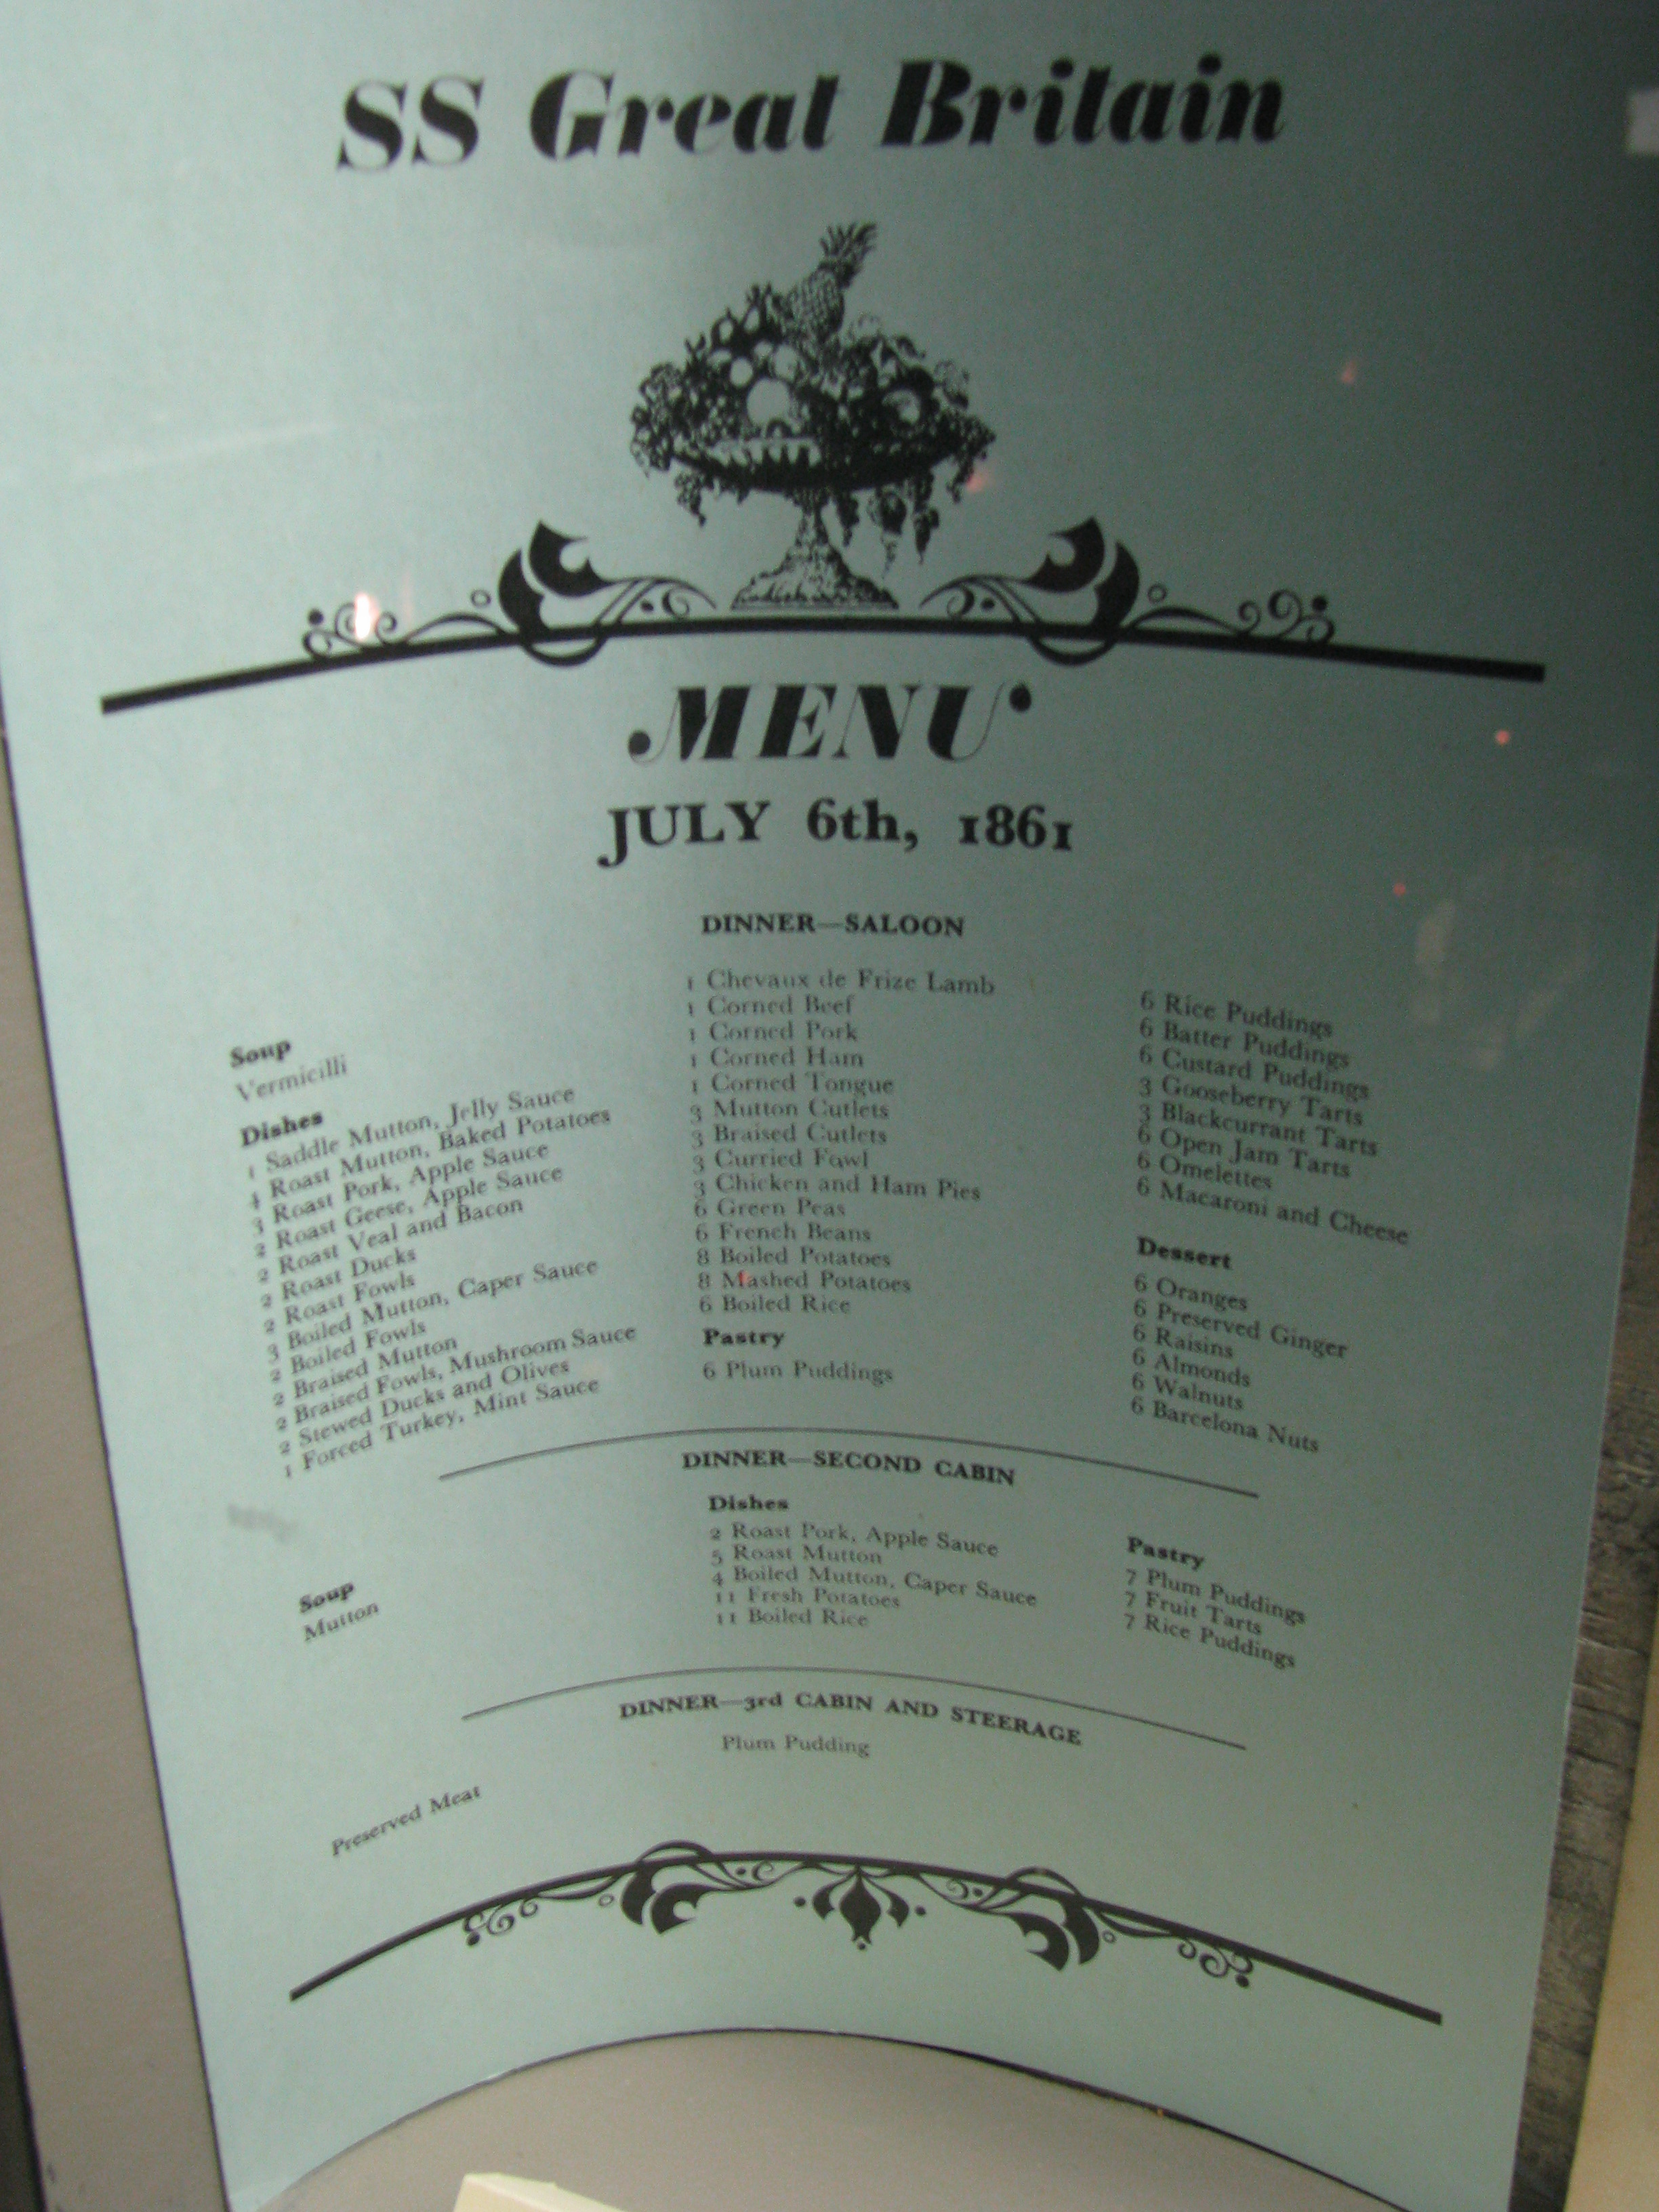 SS Great Britain
MENU
JULY 6th, 1861
DINNER—SALOON
Soup
Vermicilli
Dishes
1 Saddle Mutton, Jelly Sauce
4 Roast Mutton, Baked Potatoes
3 Roast Pork, Apple Sauce
2 Roast Geese, Apple Sauce
2 Roast Veal and Bacon
2 Roast Ducks
2 Roast Fowls
3 Boiled Mutton, Caper Sauce
2 Boiled Fowls
2 Braised Mutton
2 Braised Fowls, Mushroom Sauce
2 Stewed Ducks and Olives
1 Forced Turkey, Mint Sauce
1 Chevaux de Frize Lamb
1 Corned Beef
1 Corned Pork
1 Corned Ham
1 Corned Tongue
3 Mutton Cutlets
3 Braised Cutlets
3 Curried Fowl
3 Chicken and Ham Pies
6 Green Peas
6 French Beans
8 Boiled Potatoes
8 Mashed Potatoes
6 Boiled Rice
Pastry
6 Plum Puddings
6 Rice Puddings
6 Batter Puddings
6 Custard Puddings
3 Gooseberry Tarts
3 Blackcurrant Tarts
6 Open Jam Tarts
6 Omelettes
6 Macaroni and Cheese
Dessert
6 Oranges
6 Preserved Ginger
6 Raisins
6 Almonds
6 Walnuts
6 Barcelona Nuts
DINNER—SECOND CABIN
Soup
Mutton
Dishes
2 Roast Pork, Apple Sauce
5 Roast Mutton
4 Boiled Mutton, Caper Sauce
11 Fresh Potatoes
11 Boiled Rice
Pastry
7 Plum Puddings
7 Fruit Tarts
7 Rice Puddings
DINNER—3rd CABIN AND STEERAGE
Preserved Meat
Plum Pudding